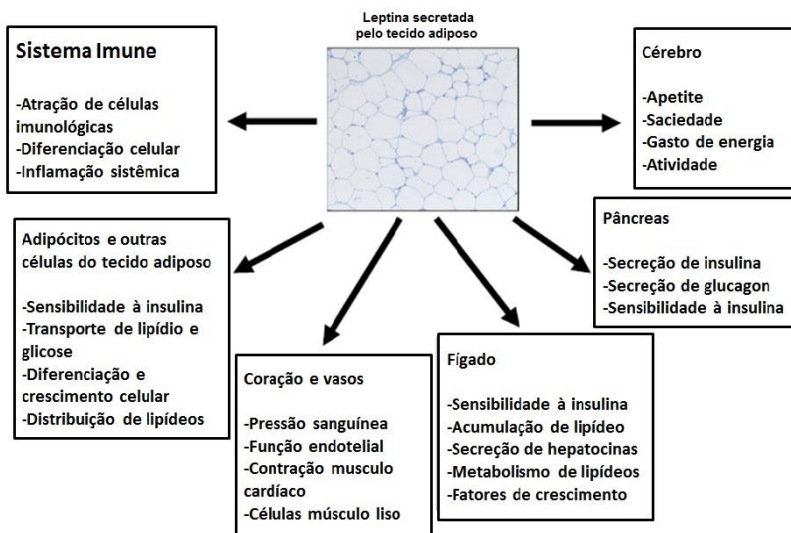 Leptina secretada
pelo tecido adiposo
Sistema Imune
-Atração de células
imunológicas
-Diferenciação celular
-Inflamação sistêmica
Cérebro
-Apetite
-Saciedade
-Gasto de energia
-Atividade
Pâncreas
-Secreção de insulina
-Secreção de glucagon
-Sensibilidade à insulina
Adipócitos e outras
células do tecido adiposo
-Sensibilidade à insulina
-Transporte de lipídio e
glicose
-Diferenciação e
crescimento celular
-Distribuição de lipídeos
Coração e vasos
-Pressão sanguínea
-Função endotelial
-Contração musculo
cardíaco
-Células músculo liso
Fígado
-Sensibilidade à insulina
-Acumulação de lipídeo
-Secreção de hepatocinas
-Metabolismo de lipídeos
-Fatores de crescimento